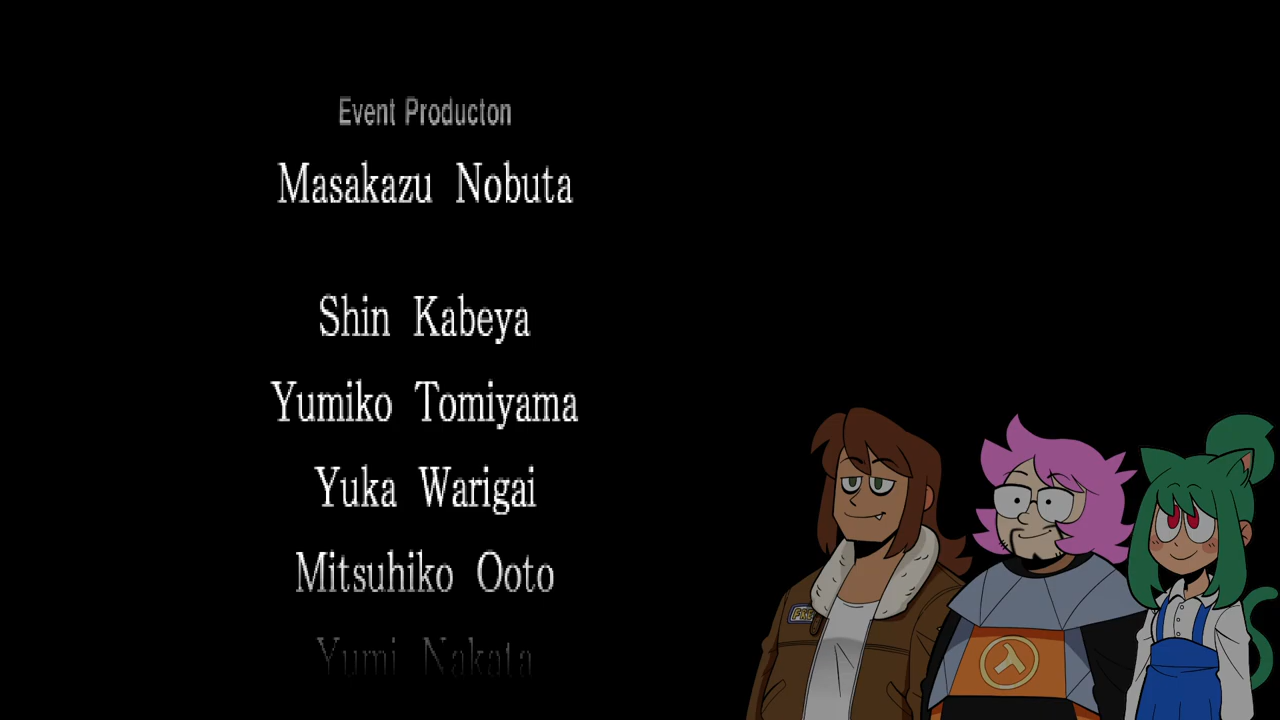 Event Producton
Masakazu Nobuta
Shin Kabeya
Yumiko Tomiyama
Yuka Warigai
Mitsuhiko Ooto
Yumi Nakata